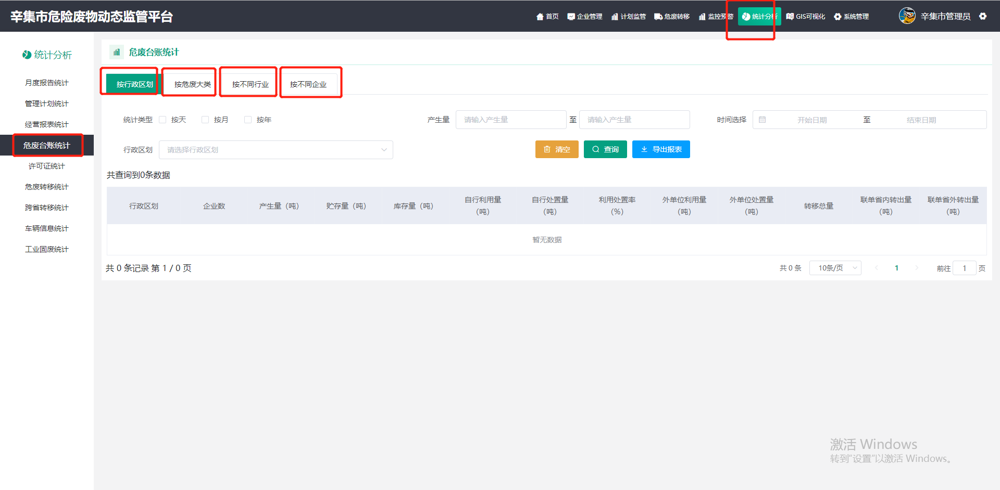 辛集市危险废物动态监管平台
首页 企业管理 计划监管 危废转移 监控预警 统计分析 GIS可视化 系统管理 辛集市管理员
统计分析
月度报告统计
管理计划统计
经营报表统计
危废台账统计
许可证统计
危废转移统计
跨省转移统计
车辆信息统计
工业固废统计
危废台账统计
按行政区划 按危废大类 按不同行业 按不同企业
统计类型 按天 按月 按年 产生量 请输入产生量 至 请输入产生量 时间选择 开始日期 至 结束日期
行政区划 请选择行政区划 清空 查询 导出报表
共查询到0条数据
行政区划 企业数 产生量（吨） 贮存量（吨） 库存量（吨） 自行利用量（吨） 自行处置量（吨） 利用处置率（%） 外单位利用量（吨） 外单位处置量（吨） 转移总量 联单省内转出量（吨） 联单省外转出量（吨）
暂无数据
共 0 条记录 第 1 / 0 页 共 0 条 10条/页 1 前往 1 页
激活 Windows
转到"设置"以激活 Windows。